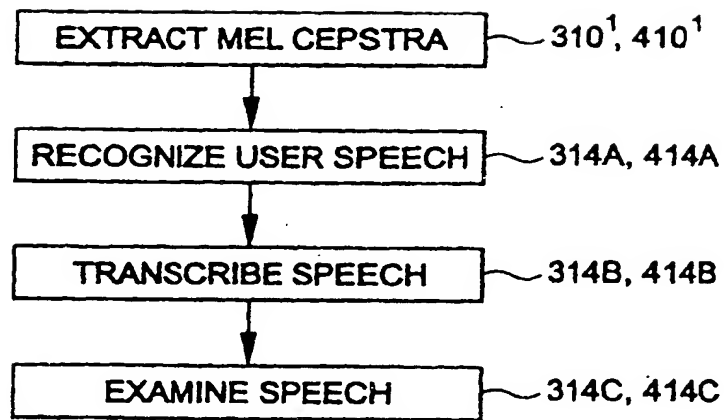 EXTRACT MEL CEPSTRA 310¹, 410¹
RECOGNIZE USER SPEECH 314A, 414A
TRANSCRIBE SPEECH 314B, 414B
EXAMINE SPEECH 314C, 414C